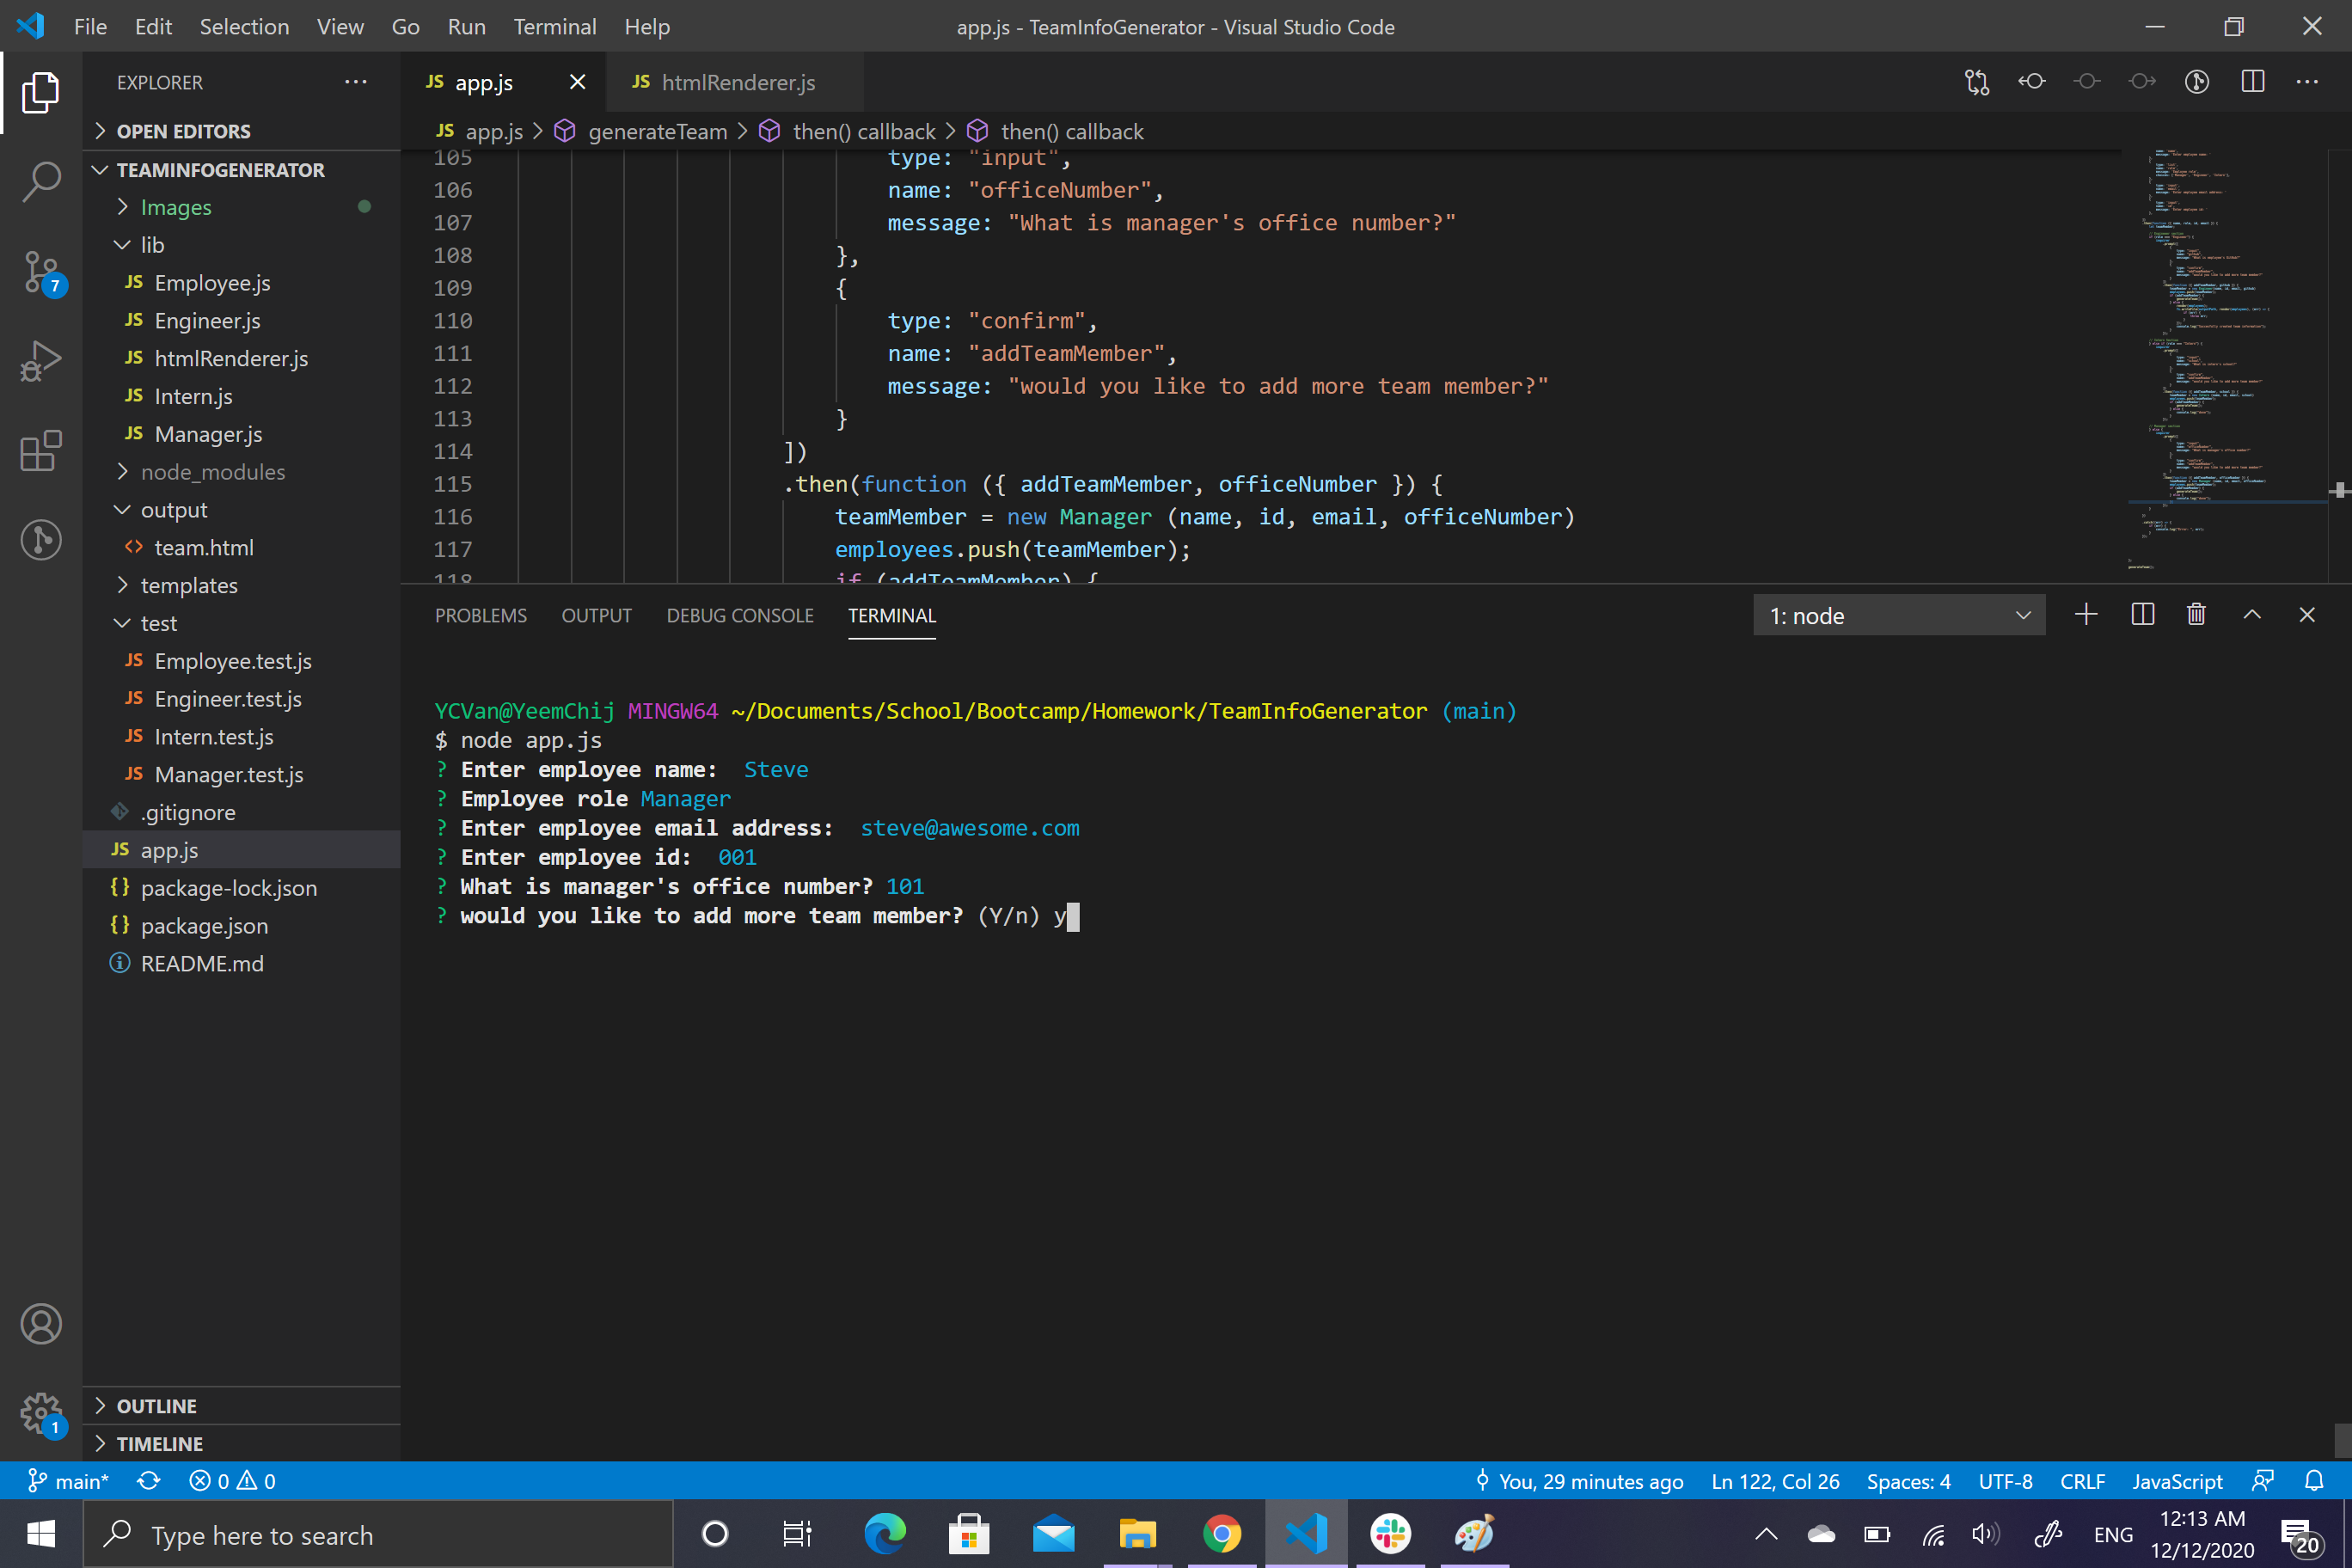 File Edit Selection View Go Run Terminal Help
app.js - TeamInfoGenerator - Visual Studio Code
EXPLORER
OPEN EDITORS
TEAMINFOGENERATOR
Images
lib
JS Employee.js
JS Engineer.js
JS htmlRenderer.js
JS Intern.js
JS Manager.js
node_modules
output
<> team.html
templates
test
JS Employee.test.js
JS Engineer.test.js
JS Intern.test.js
JS Manager.test.js
.gitignore
JS app.js
{} package-lock.json
{} package.json
README.md
OUTLINE
TIMELINE
7
1
JS app.js
JS htmlRenderer.js
JS app.js > generateTeam > then() callback > then() callback
105 type: "input",
106 name: "officeNumber",
107 message: "What is manager's office number?"
108 },
109 {
110 type: "confirm",
111 name: "addTeamMember",
112 message: "would you like to add more team member?"
113 }
114 ])
115 .then(function ({ addTeamMember, officeNumber }) {
116 teamMember = new Manager (name, id, email, officeNumber)
117 employees.push(teamMember);
118 if (addTeamMember) {
PROBLEMS OUTPUT DEBUG CONSOLE TERMINAL
1: node
YCVan@YeemChij MINGW64 ~/Documents/School/Bootcamp/Homework/TeamInfoGenerator (main)
$ node app.js
? Enter employee name:  Steve
? Employee role Manager
? Enter employee email address:  steve@awesome.com
? Enter employee id:  001
? What is manager's office number? 101
? would you like to add more team member? (Y/n) y
main* 0 0
You, 29 minutes ago Ln 122, Col 26 Spaces: 4 UTF-8 CRLF JavaScript
Type here to search
ENG
12:13 AM
12/12/2020
20